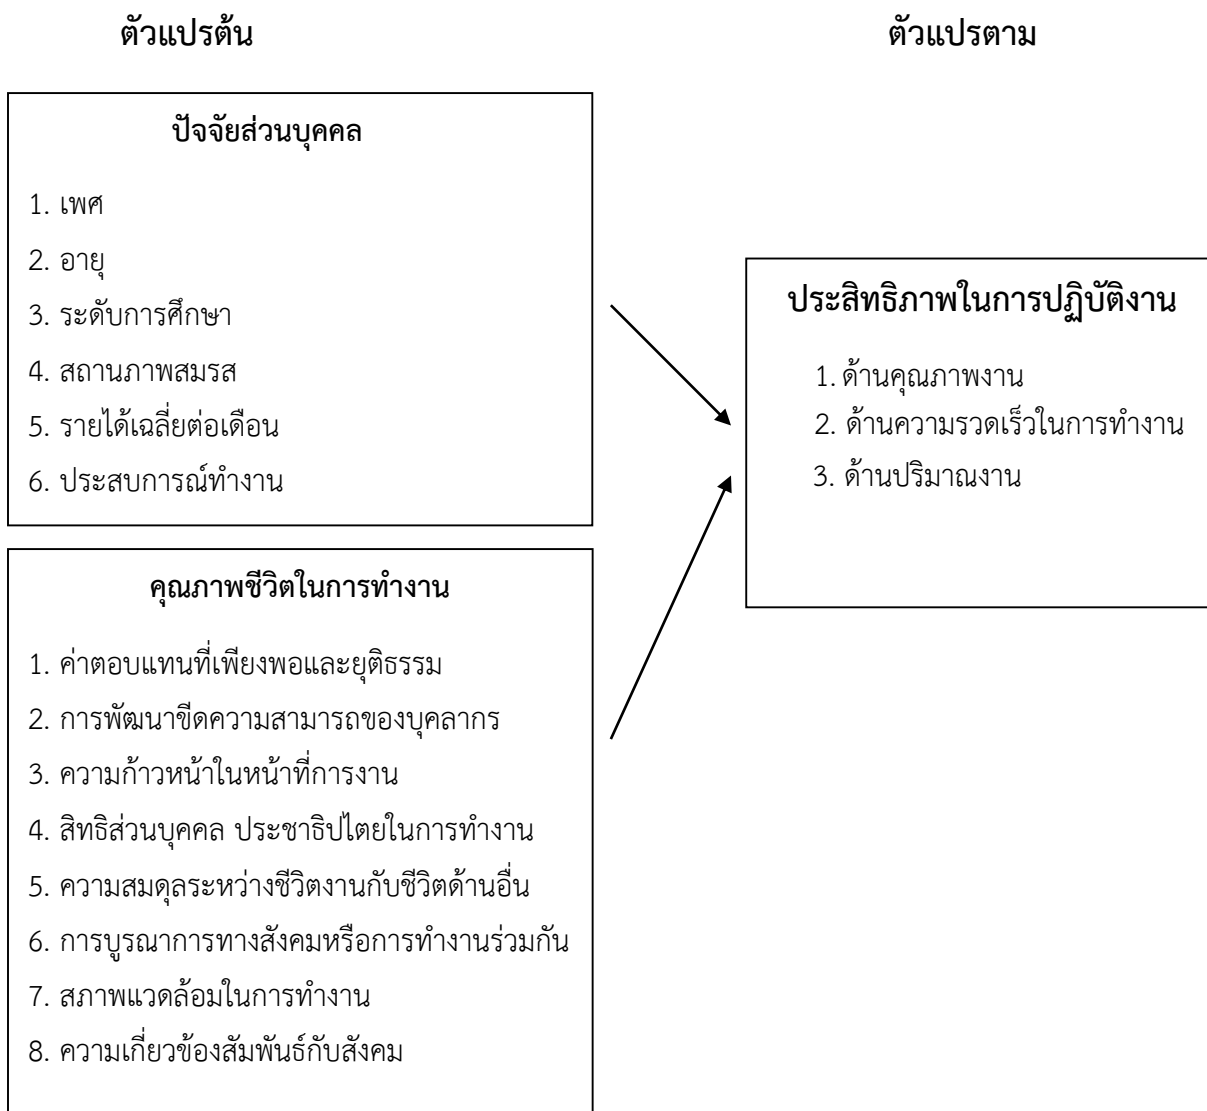 ตัวแปรต้น
ตัวแปรตาม
ปัจจัยส่วนบุคคล
1. เพศ
2. อายุ
3. ระดับการศึกษา
4. สถานภาพสมรส
5. รายได้เฉลี่ยต่อเดือน
6. ประสบการณ์ทำงาน
คุณภาพชีวิตในการทำงาน
1. ค่าตอบแทนที่เพียงพอและยุติธรรม
2. การพัฒนาขีดความสามารถของบุคลากร
3. ความก้าวหน้าในหน้าที่การงาน
4. สิทธิส่วนบุคคล ประชาธิปไตยในการทำงาน
5. ความสมดุลระหว่างชีวิตงานกับชีวิตด้านอื่น
6. การบูรณาการทางสังคมหรือการทำงานร่วมกัน
7. สภาพแวดล้อมในการทำงาน
8. ความเกี่ยวข้องสัมพันธ์กับสังคม
ประสิทธิภาพในการปฏิบัติงาน
1. ด้านคุณภาพงาน
2. ด้านความรวดเร็วในการทำงาน
3. ด้านปริมาณงาน